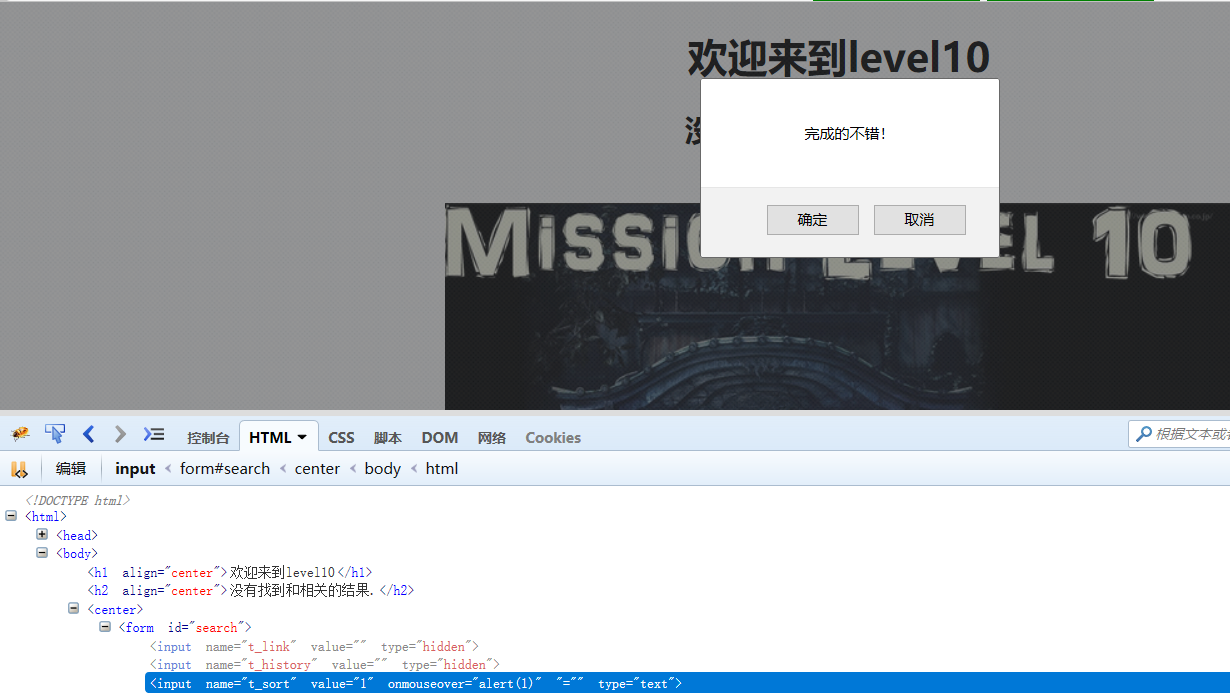 欢迎来到level10
完成的不错！
确定 取消
MISSION LEVEL 10
控制台 HTML CSS 脚本 DOM 网络 Cookies
根据文本或
编辑 input < form#search < center < body < html
<!DOCTYPE html>
<html>
<head>
<body>
<h1 align="center">欢迎来到level10</h1>
<h2 align="center">没有找到和相关的结果.</h2>
<center>
<form id="search">
<input name="t_link" value="" type="hidden">
<input name="t_history" value="" type="hidden">
<input name="t_sort" value="1" onmouseover="alert(1)" "="" type="text">